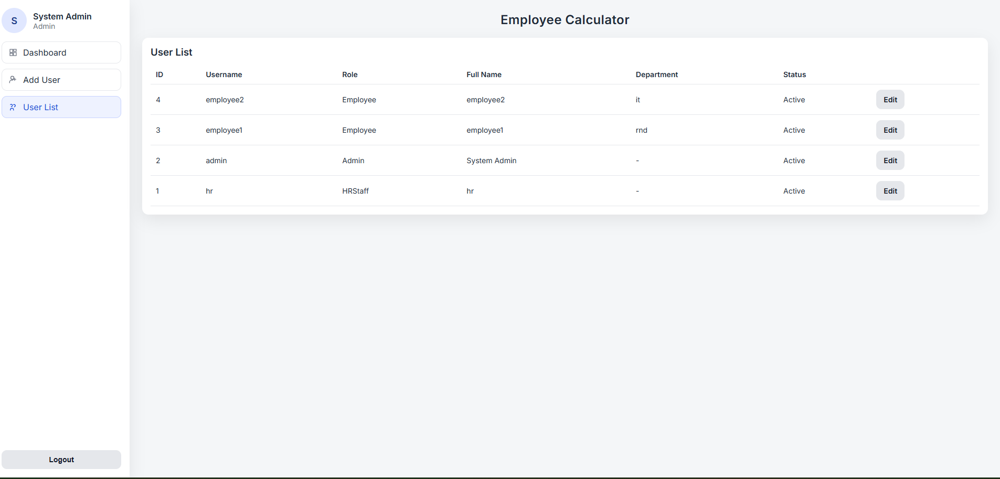 S
System Admin
Admin
Dashboard
Add User
User List
Logout
Employee Calculator
User List
ID Username Role Full Name Department Status
4 employee2 Employee employee2 it Active Edit
3 employee1 Employee employee1 rnd Active Edit
2 admin Admin System Admin - Active Edit
1 hr HRStaff hr - Active Edit